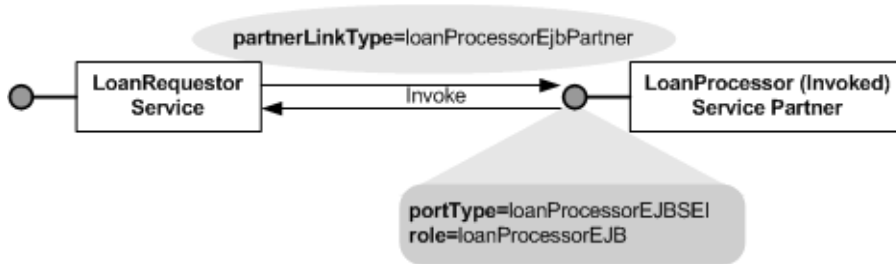 partnerLinkType=loanProcessorEjbPartner
LoanRequestor
Service
Invoke
LoanProcessor (Invoked)
Service Partner
portType=loanProcessorEJBSEI
role=loanProcessorEJB